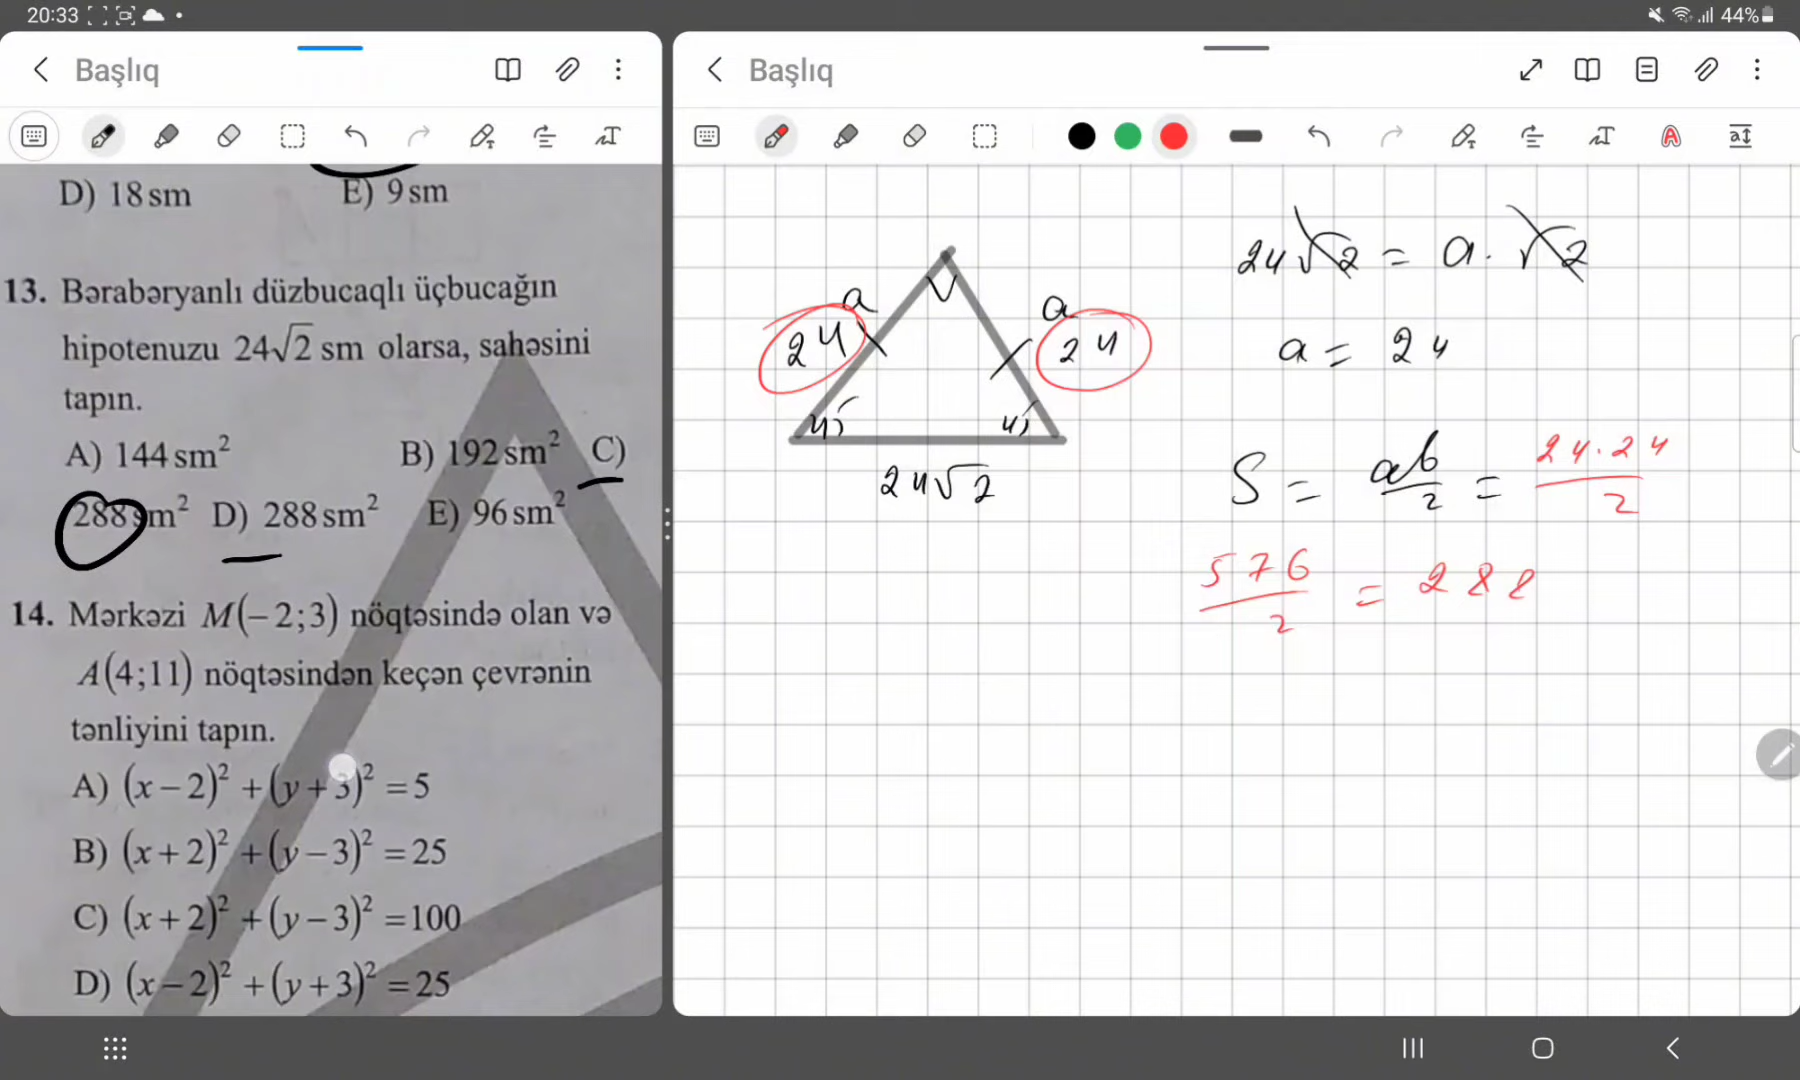 20:33
44%
Başlıq
D) 18 sm E) 9 sm
13. Bərabəryanlı düzbucaqlı üçbucağın
hipotenuzu 24√2 sm olarsa, sahəsini
tapın.
A) 144 sm² B) 192 sm² C)
288 sm² D) 288 sm² E) 96 sm²
14. Mərkəzi M(−2;3) nöqtəsində olan və
A(4;11) nöqtəsindən keçən çevrənin
tənliyini tapın.
A) (x−2)² + (y+3)² = 5
B) (x+2)² + (y−3)² = 25
C) (x+2)² + (y−3)² = 100
D) (x−2)² + (y+3)² = 25
Başlıq
a a
24 24
45 45
24√2
24√2 = a·√2
a = 24
S = ab/2 = 24·24/2
576/2 = 288